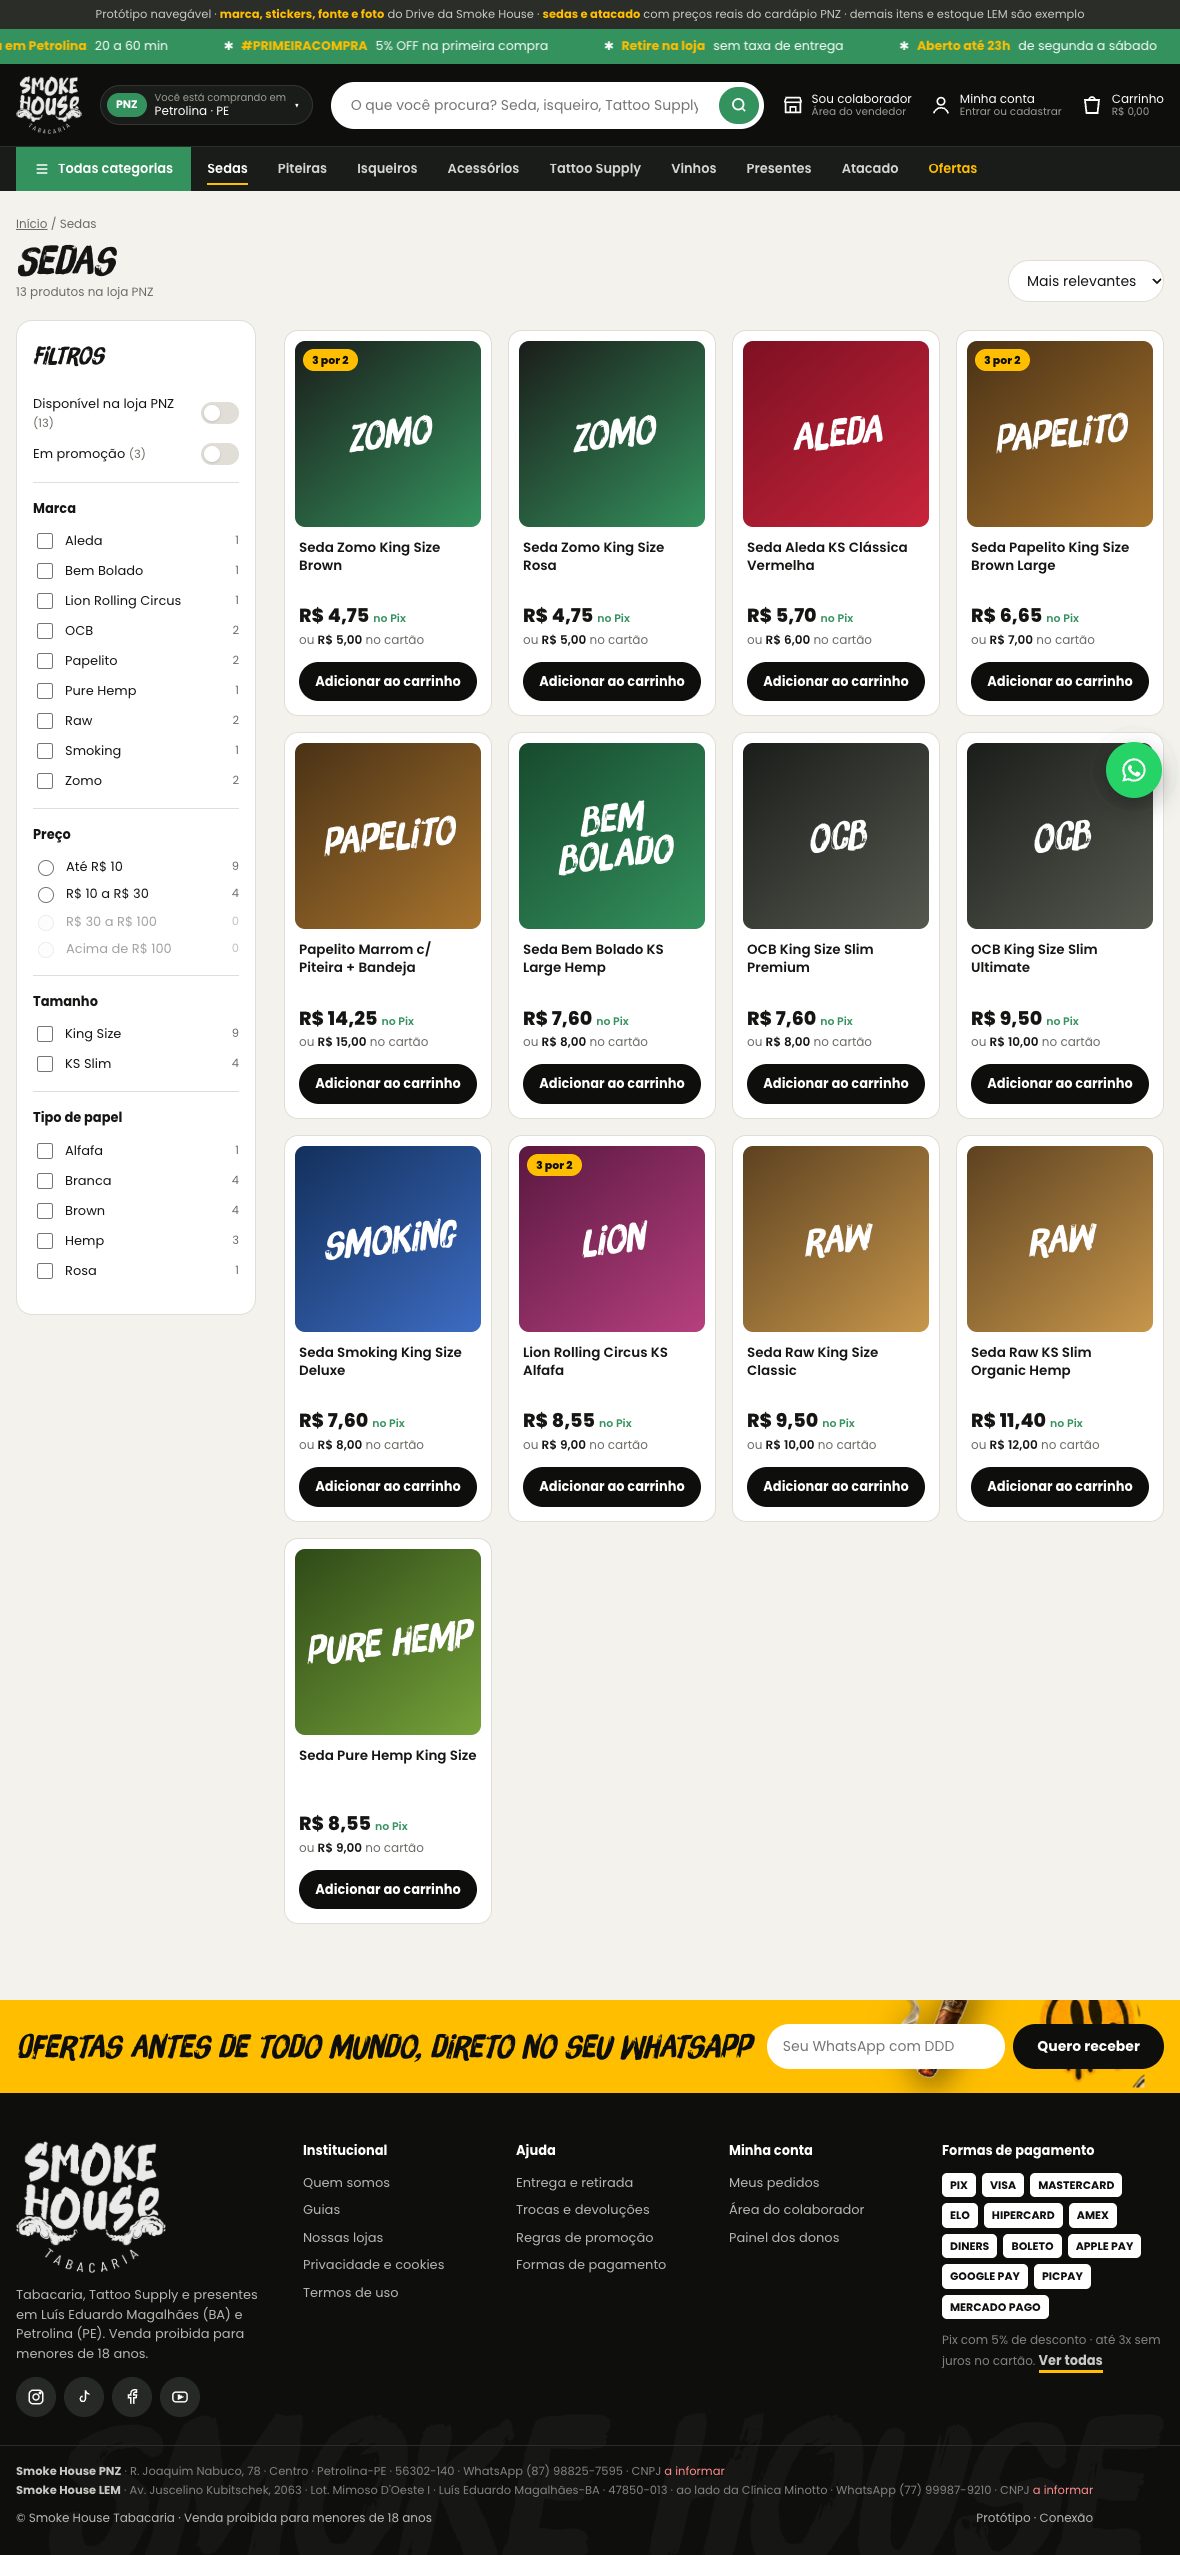 Protótipo navegável · marca, stickers, fonte e foto do Drive da Smoke House · sedas e atacado com preços reais do cardápio PNZ · demais itens e estoque LEM são exemplo
em Petrolina 20 a 60 min * #PRIMEIRACOMPRA 5% OFF na primeira compra * Retire na loja sem taxa de entrega * Aberto até 23h de segunda a sábado
SMOKE HOUSE TABACARIA
PNZ Você está comprando em
Petrolina · PE
O que você procura? Seda, isqueiro, Tattoo Supply
Sou colaborador
Área do vendedor
Minha conta
Entrar ou cadastrar
Carrinho
R$ 0,00
Todas categorias Sedas Piteiras Isqueiros Acessórios Tattoo Supply Vinhos Presentes Atacado Ofertas
Início / Sedas
SEDAS
13 produtos na loja PNZ
Mais relevantes
FILTROS
Disponível na loja PNZ
(13)
Em promoção (3)
Marca
Aleda 1
Bem Bolado 1
Lion Rolling Circus 1
OCB 2
Papelito 2
Pure Hemp 1
Raw 2
Smoking 1
Zomo 2
Preço
Até R$ 10 9
R$ 10 a R$ 30 4
R$ 30 a R$ 100 0
Acima de R$ 100 0
Tamanho
King Size 9
KS Slim 4
Tipo de papel
Alfafa 1
Branca 4
Brown 4
Hemp 3
Rosa 1
3 por 2
ZOMO
Seda Zomo King Size
Brown
R$ 4,75 no Pix
ou R$ 5,00 no cartão
Adicionar ao carrinho
ZOMO
Seda Zomo King Size
Rosa
R$ 4,75 no Pix
ou R$ 5,00 no cartão
Adicionar ao carrinho
ALEDA
Seda Aleda KS Clássica
Vermelha
R$ 5,70 no Pix
ou R$ 6,00 no cartão
Adicionar ao carrinho
3 por 2
PAPELITO
Seda Papelito King Size
Brown Large
R$ 6,65 no Pix
ou R$ 7,00 no cartão
Adicionar ao carrinho
PAPELITO
Papelito Marrom c/
Piteira + Bandeja
R$ 14,25 no Pix
ou R$ 15,00 no cartão
Adicionar ao carrinho
BEM
BOLADO
Seda Bem Bolado KS
Large Hemp
R$ 7,60 no Pix
ou R$ 8,00 no cartão
Adicionar ao carrinho
OCB
OCB King Size Slim
Premium
R$ 7,60 no Pix
ou R$ 8,00 no cartão
Adicionar ao carrinho
OCB
OCB King Size Slim
Ultimate
R$ 9,50 no Pix
ou R$ 10,00 no cartão
Adicionar ao carrinho
SMOKING
Seda Smoking King Size
Deluxe
R$ 7,60 no Pix
ou R$ 8,00 no cartão
Adicionar ao carrinho
3 por 2
LION
Lion Rolling Circus KS
Alfafa
R$ 8,55 no Pix
ou R$ 9,00 no cartão
Adicionar ao carrinho
RAW
Seda Raw King Size
Classic
R$ 9,50 no Pix
ou R$ 10,00 no cartão
Adicionar ao carrinho
RAW
Seda Raw KS Slim
Organic Hemp
R$ 11,40 no Pix
ou R$ 12,00 no cartão
Adicionar ao carrinho
PURE HEMP
Seda Pure Hemp King Size
R$ 8,55 no Pix
ou R$ 9,00 no cartão
Adicionar ao carrinho
OFERTAS ANTES DE TODO MUNDO, DIRETO NO SEU WHATSAPP
Seu WhatsApp com DDD
Quero receber
SMOKE
HOUSE
TABACARIA
Tabacaria, Tattoo Supply e presentes
em Luís Eduardo Magalhães (BA) e
Petrolina (PE). Venda proibida para
menores de 18 anos.
Institucional
Quem somos
Guias
Nossas lojas
Privacidade e cookies
Termos de uso
Ajuda
Entrega e retirada
Trocas e devoluções
Regras de promoção
Formas de pagamento
Minha conta
Meus pedidos
Área do colaborador
Painel dos donos
Formas de pagamento
PIX VISA MASTERCARD
ELO HIPERCARD AMEX
DINERS BOLETO APPLE PAY
GOOGLE PAY PICPAY
MERCADO PAGO
Pix com 5% de desconto · até 3x sem
juros no cartão. Ver todas
SMOKE HOUSE
Smoke House PNZ · R. Joaquim Nabuco, 78 · Centro · Petrolina-PE · 56302-140 · WhatsApp (87) 98825-7595 · CNPJ a informar
Smoke House LEM · Av. Juscelino Kubitschek, 2063 · Lot. Mimoso D'Oeste I · Luís Eduardo Magalhães-BA · 47850-013 · ao lado da Clínica Minotto · WhatsApp (77) 99987-9210 · CNPJ a informar
© Smoke House Tabacaria · Venda proibida para menores de 18 anos
Protótipo · Conexão